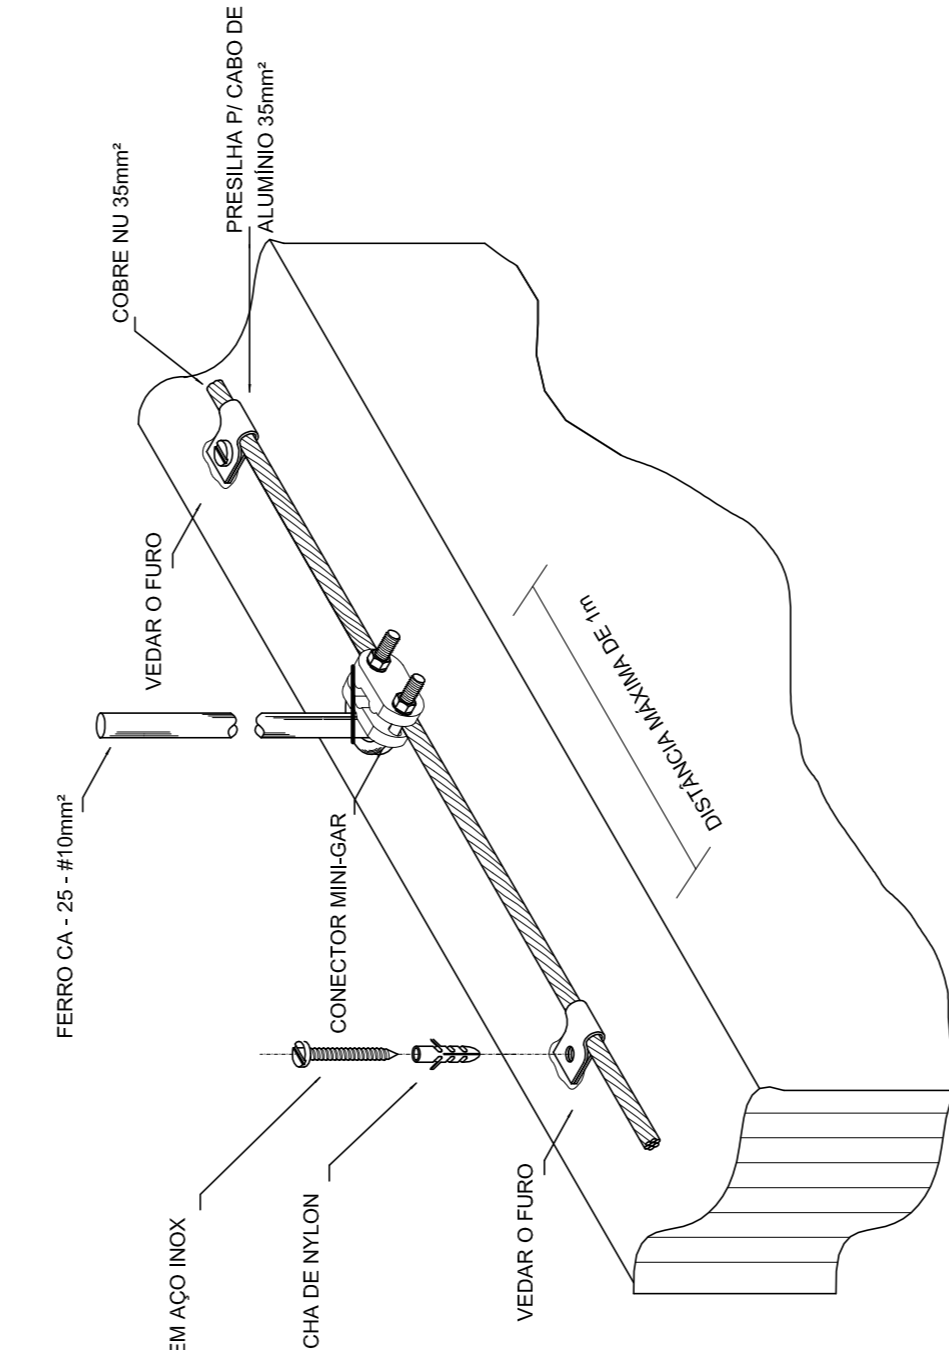 PRESILHA P/ CABO DE
ALUMÍNIO 35mm²
COBRE NU 35mm²
VEDAR O FURO
FERRO CA - 25 - #10mm²
CONECTOR MINI-GAR
DISTÂNCIA MÁXIMA DE 1m
EM AÇO INOX
CHA DE NYLON
VEDAR O FURO